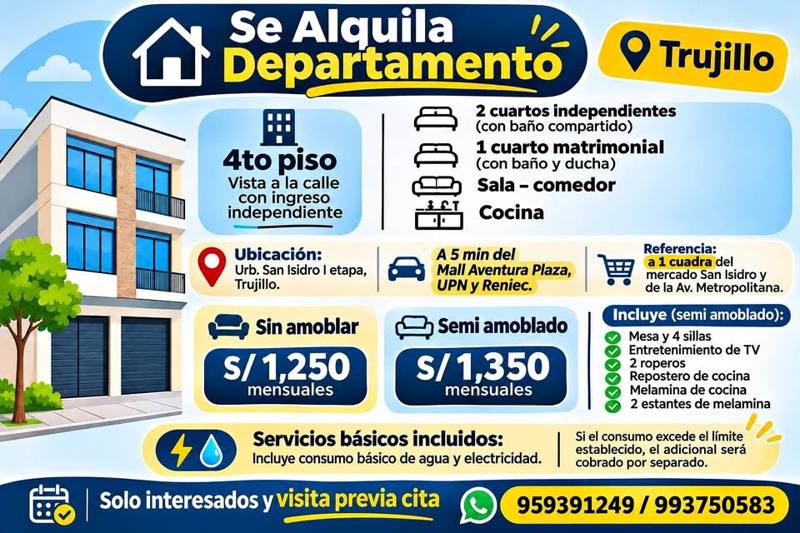 Se Alquila
Departamento
Trujillo
4to piso
Vista a la calle
con ingreso
independiente
2 cuartos independientes
(con baño compartido)
1 cuarto matrimonial
(con baño y ducha)
Sala – comedor
Cocina
Ubicación:
Urb. San Isidro I etapa,
Trujillo.
A 5 min del
Mall Aventura Plaza,
UPN y Reniec.
Referencia:
a 1 cuadra del
mercado San Isidro y
de la Av. Metropolitana.
Sin amoblar
S/ 1,250
mensuales
Semi amoblado
S/ 1,350
mensuales
Incluye (semi amoblado):
Mesa y 4 sillas
Entretenimiento de TV
2 roperos
Repostero de cocina
Melamina de cocina
2 estantes de melamina
Servicios básicos incluidos:
Incluye consumo básico de agua y electricidad.
Si el consumo excede el límite
establecido, el adicional será
cobrado por separado.
Solo interesados y visita previa cita
959391249 / 993750583